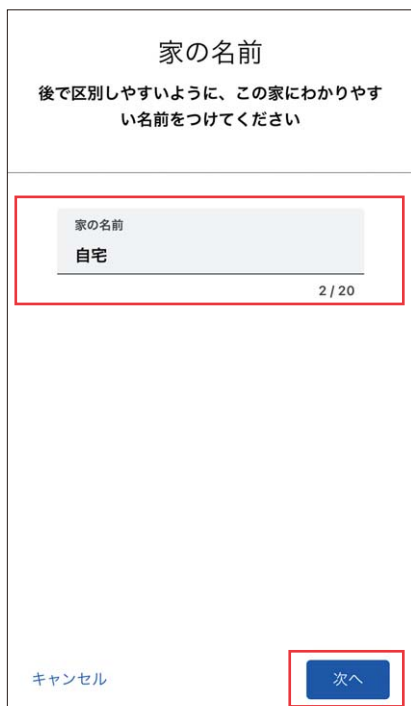 家の名前
後で区別しやすいように、この家にわかりやす
い名前をつけてください
家の名前
自宅
2 / 20
キャンセル
次へ